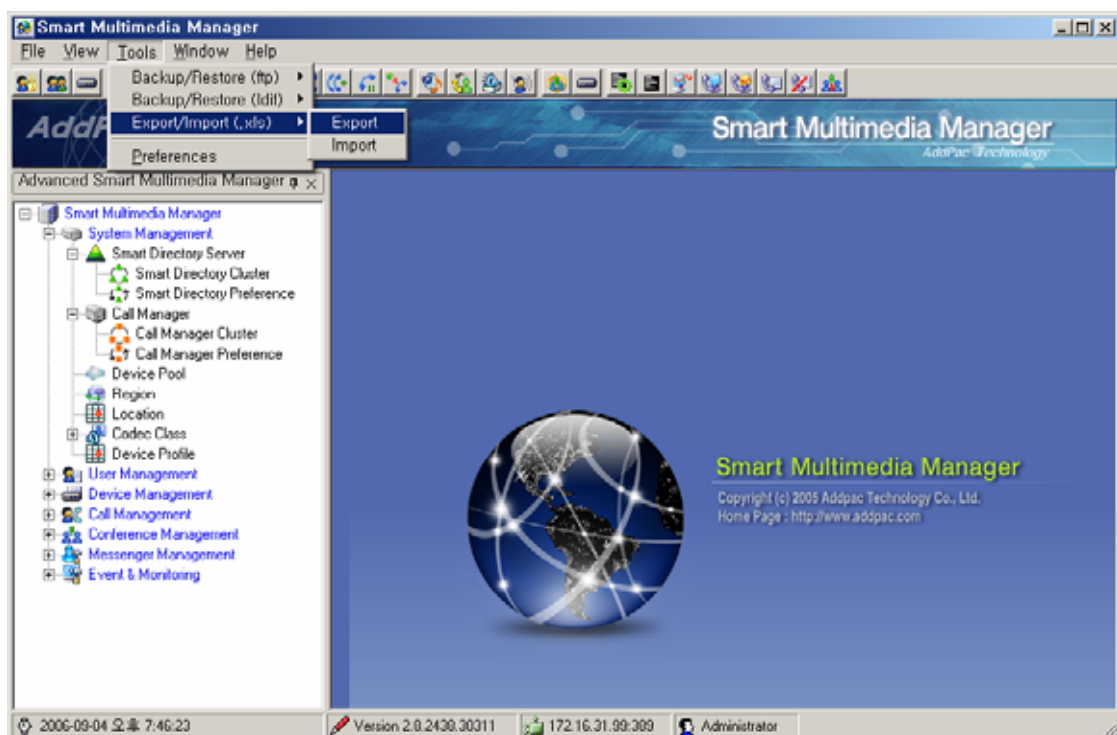 Smart Multimedia Manager
File View Tools Window Help
Backup/Restore (ftp)
Backup/Restore (ldif)
Export/Import (.xls)
Preferences
Export
Import
Smart Multimedia Manager
AddPac Technology
Advanced Smart Multimedia Manager
Smart Multimedia Manager
System Management
Smart Directory Server
Smart Directory Cluster
Smart Directory Preference
Call Manager
Call Manager Cluster
Call Manager Preference
Device Pool
Region
Location
Codec Class
Device Profile
User Management
Device Management
Call Management
Conference Management
Messenger Management
Event & Monitoring
Smart Multimedia Manager
Copyright (c) 2005 Addpac Technology Co., Ltd.
Home Page : http://www.addpac.com
2006-09-04 오후 7:46:23
Version 2.8.2438.30311
172.16.31.99:389
Administrator